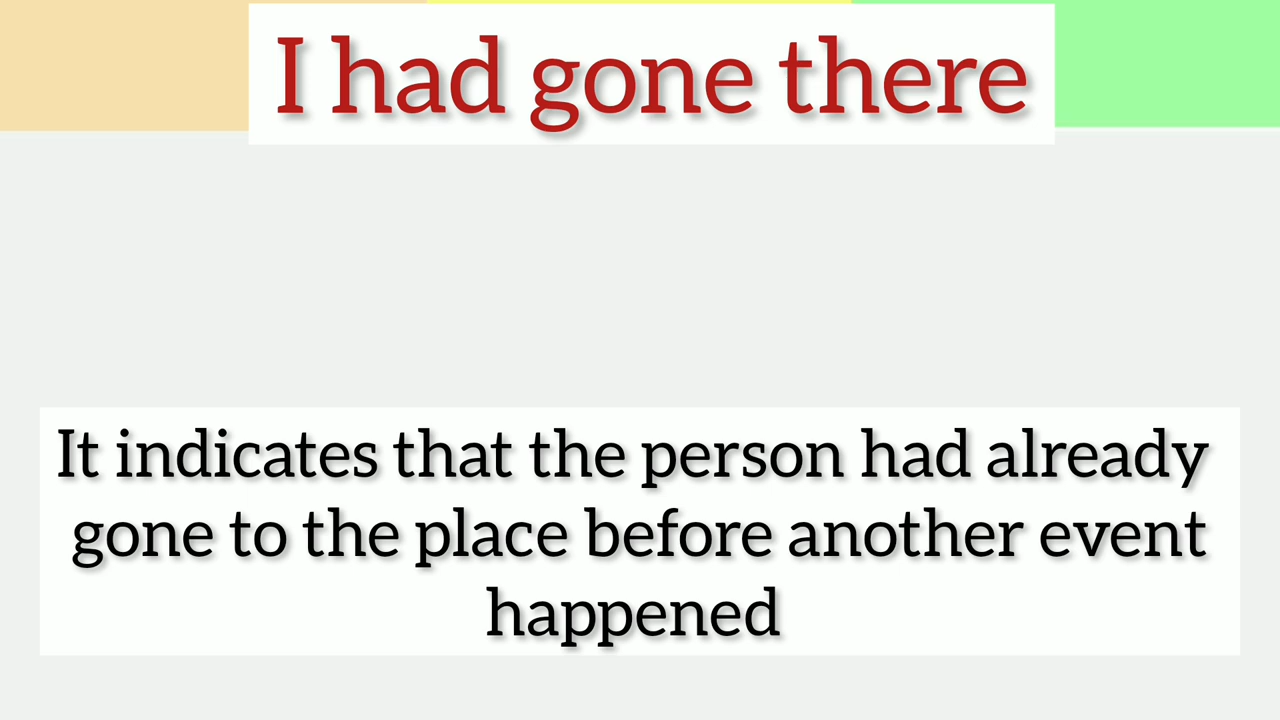 I had gone there
It indicates that the person had already
gone to the place before another event
happened